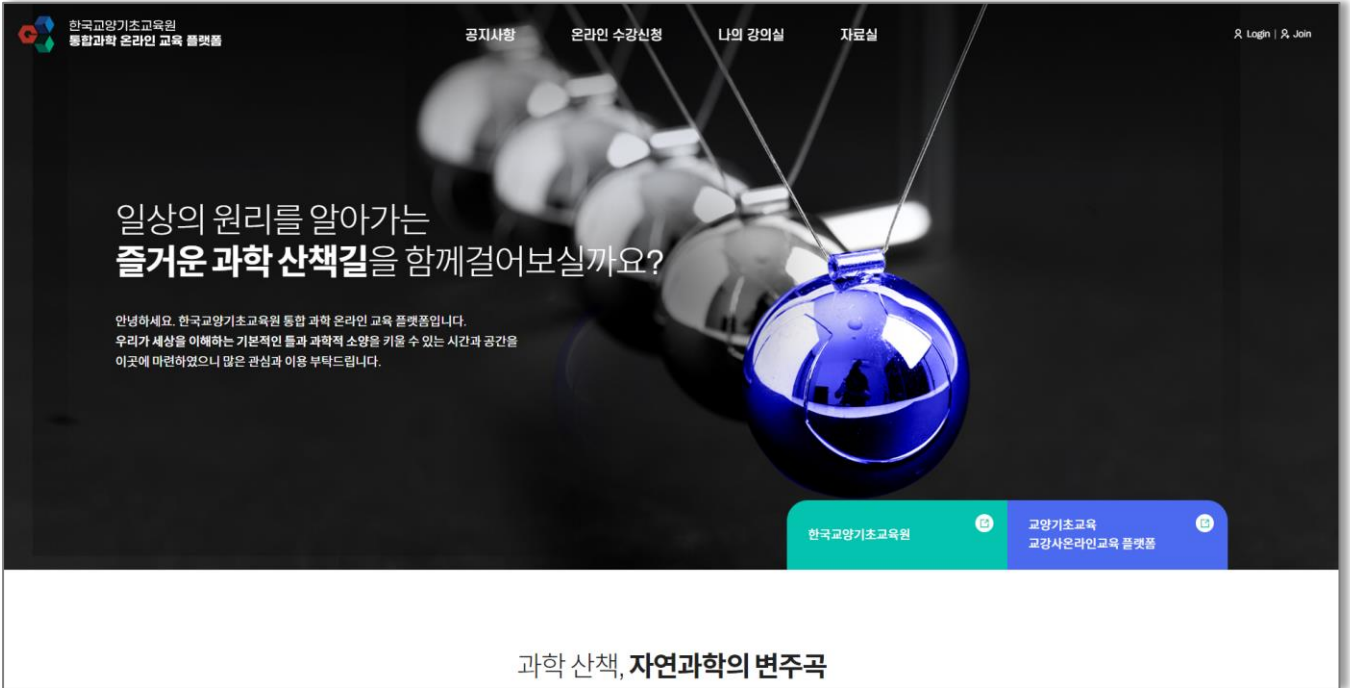 한국교양기초교육원
통합과학 온라인 교육 플랫폼
공지사항
온라인 수강신청
나의 강의실
자료실
Login | Join
일상의 원리를 알아가는
즐거운 과학 산책길을 함께걸어보실까요?
안녕하세요. 한국교양기초교육원 통합 과학 온라인 교육 플랫폼입니다.
우리가 세상을 이해하는 기본적인 틀과 과학적 소양을 키울 수 있는 시간과 공간을
이곳에 마련하였으니 많은 관심과 이용 부탁드립니다.
한국교양기초교육원
교양기초교육
교강사온라인교육 플랫폼
과학 산책, 자연과학의 변주곡